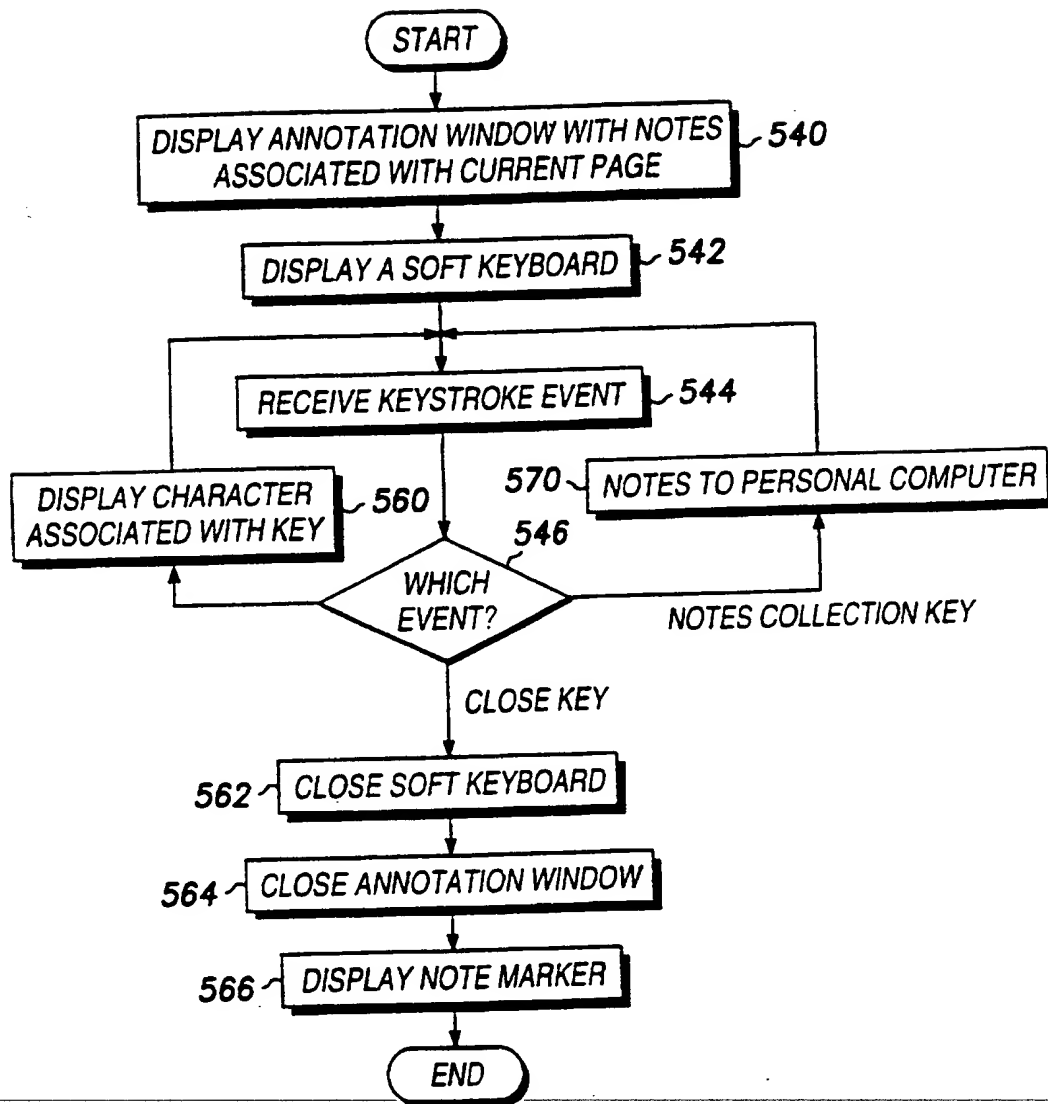 START
DISPLAY ANNOTATION WINDOW WITH NOTES
ASSOCIATED WITH CURRENT PAGE
540
DISPLAY A SOFT KEYBOARD
542
RECEIVE KEYSTROKE EVENT
544
DISPLAY CHARACTER
ASSOCIATED WITH KEY
560
570
NOTES TO PERSONAL COMPUTER
546
WHICH
EVENT?
NOTES COLLECTION KEY
CLOSE KEY
562
CLOSE SOFT KEYBOARD
564
CLOSE ANNOTATION WINDOW
566
DISPLAY NOTE MARKER
END